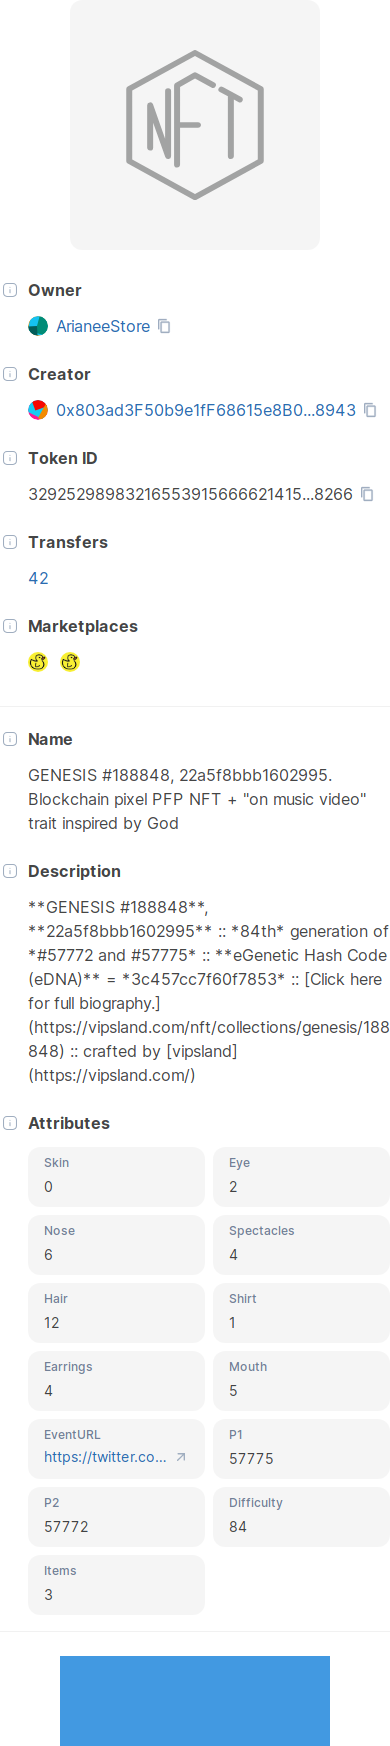 NFT
Owner
ArianeeStore
Creator
0x803ad3F50b9e1fF68615e8B0...8943
Token ID
32925298983216553915666621415...8266
Transfers
42
Marketplaces
Name
GENESIS #188848, 22a5f8bbb1602995.
Blockchain pixel PFP NFT + "on music video"
trait inspired by God
Description
**GENESIS #188848**,
**22a5f8bbb1602995** :: *84th* generation of
*#57772 and #57775* :: **eGenetic Hash Code
(eDNA)** = *3c457cc7f60f7853* :: [Click here
for full biography.]
(https://vipsland.com/nft/collections/genesis/188
848) :: crafted by [vipsland]
(https://vipsland.com/)
Attributes
Skin
0
Eye
2
Nose
6
Spectacles
4
Hair
12
Shirt
1
Earrings
4
Mouth
5
EventURL
https://twitter.co...
P1
57775
P2
57772
Difficulty
84
Items
3